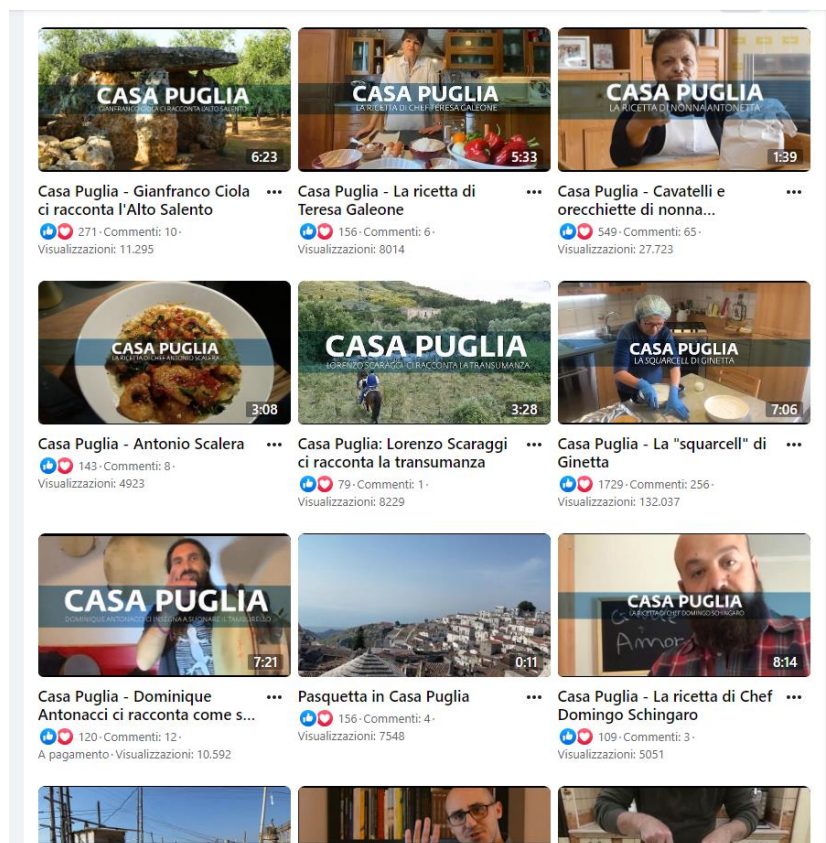 CASA PUGLIA
GIANFRANCO CIOLA CI RACCONTA L'ALTO SALENTO
6:23
Casa Puglia - Gianfranco Ciola
ci racconta l'Alto Salento
271 · Commenti: 10 ·
Visualizzazioni: 11.295
CASA PUGLIA
LA RICETTA DI CHEF TERESA GALEONE
5:33
Casa Puglia - La ricetta di
Teresa Galeone
156 · Commenti: 6 ·
Visualizzazioni: 8014
CASA PUGLIA
LA RICETTA DI NONNA ANTONETTA
1:39
Casa Puglia - Cavatelli e
orecchiette di nonna...
549 · Commenti: 65 ·
Visualizzazioni: 27.723
CASA PUGLIA
LA RICETTA DI CHEF ANTONIO SCALERA
3:08
Casa Puglia - Antonio Scalera
143 · Commenti: 8 ·
Visualizzazioni: 4923
CASA PUGLIA
LORENZO SCARAGGI CI RACCONTA LA TRANSUMANZA
3:28
Casa Puglia: Lorenzo Scaraggi
ci racconta la transumanza
79 · Commenti: 1 ·
Visualizzazioni: 8229
CASA PUGLIA
LA SQUARCELL DI GINETTA
7:06
Casa Puglia - La "squarcell" di
Ginetta
1729 · Commenti: 256 ·
Visualizzazioni: 132.037
CASA PUGLIA
DOMINIQUE ANTONACCI CI INSEGNA A SUONARE IL TAMBURELLO
7:21
Casa Puglia - Dominique
Antonacci ci racconta come s...
120 · Commenti: 12 ·
A pagamento · Visualizzazioni: 10.592
0:11
Pasquetta in Casa Puglia
156 · Commenti: 4 ·
Visualizzazioni: 7548
CASA PUGLIA
LA RICETTA DI CHEF DOMINGO SCHINGARO
Amor
8:14
Casa Puglia - La ricetta di Chef
Domingo Schingaro
109 · Commenti: 3 ·
Visualizzazioni: 5051